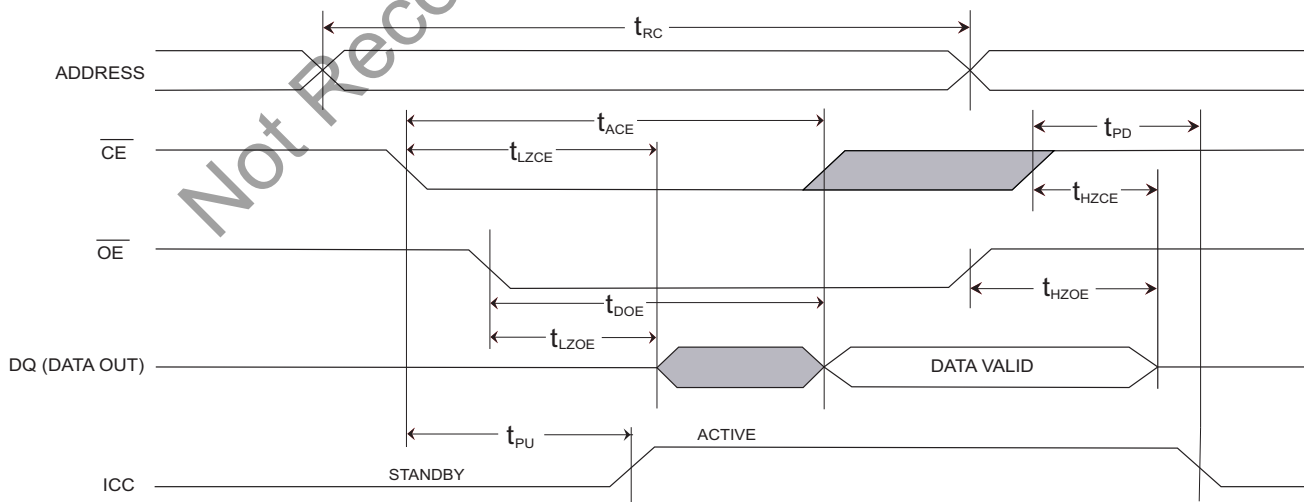 tRC
ADDRESS
tACE
tPD
CE
tLZCE
tHZCE
OE
tHZOE
tDOE
tLZOE
DQ (DATA OUT)
DATA VALID
tPU
ACTIVE
STANDBY
ICC
Not Reco